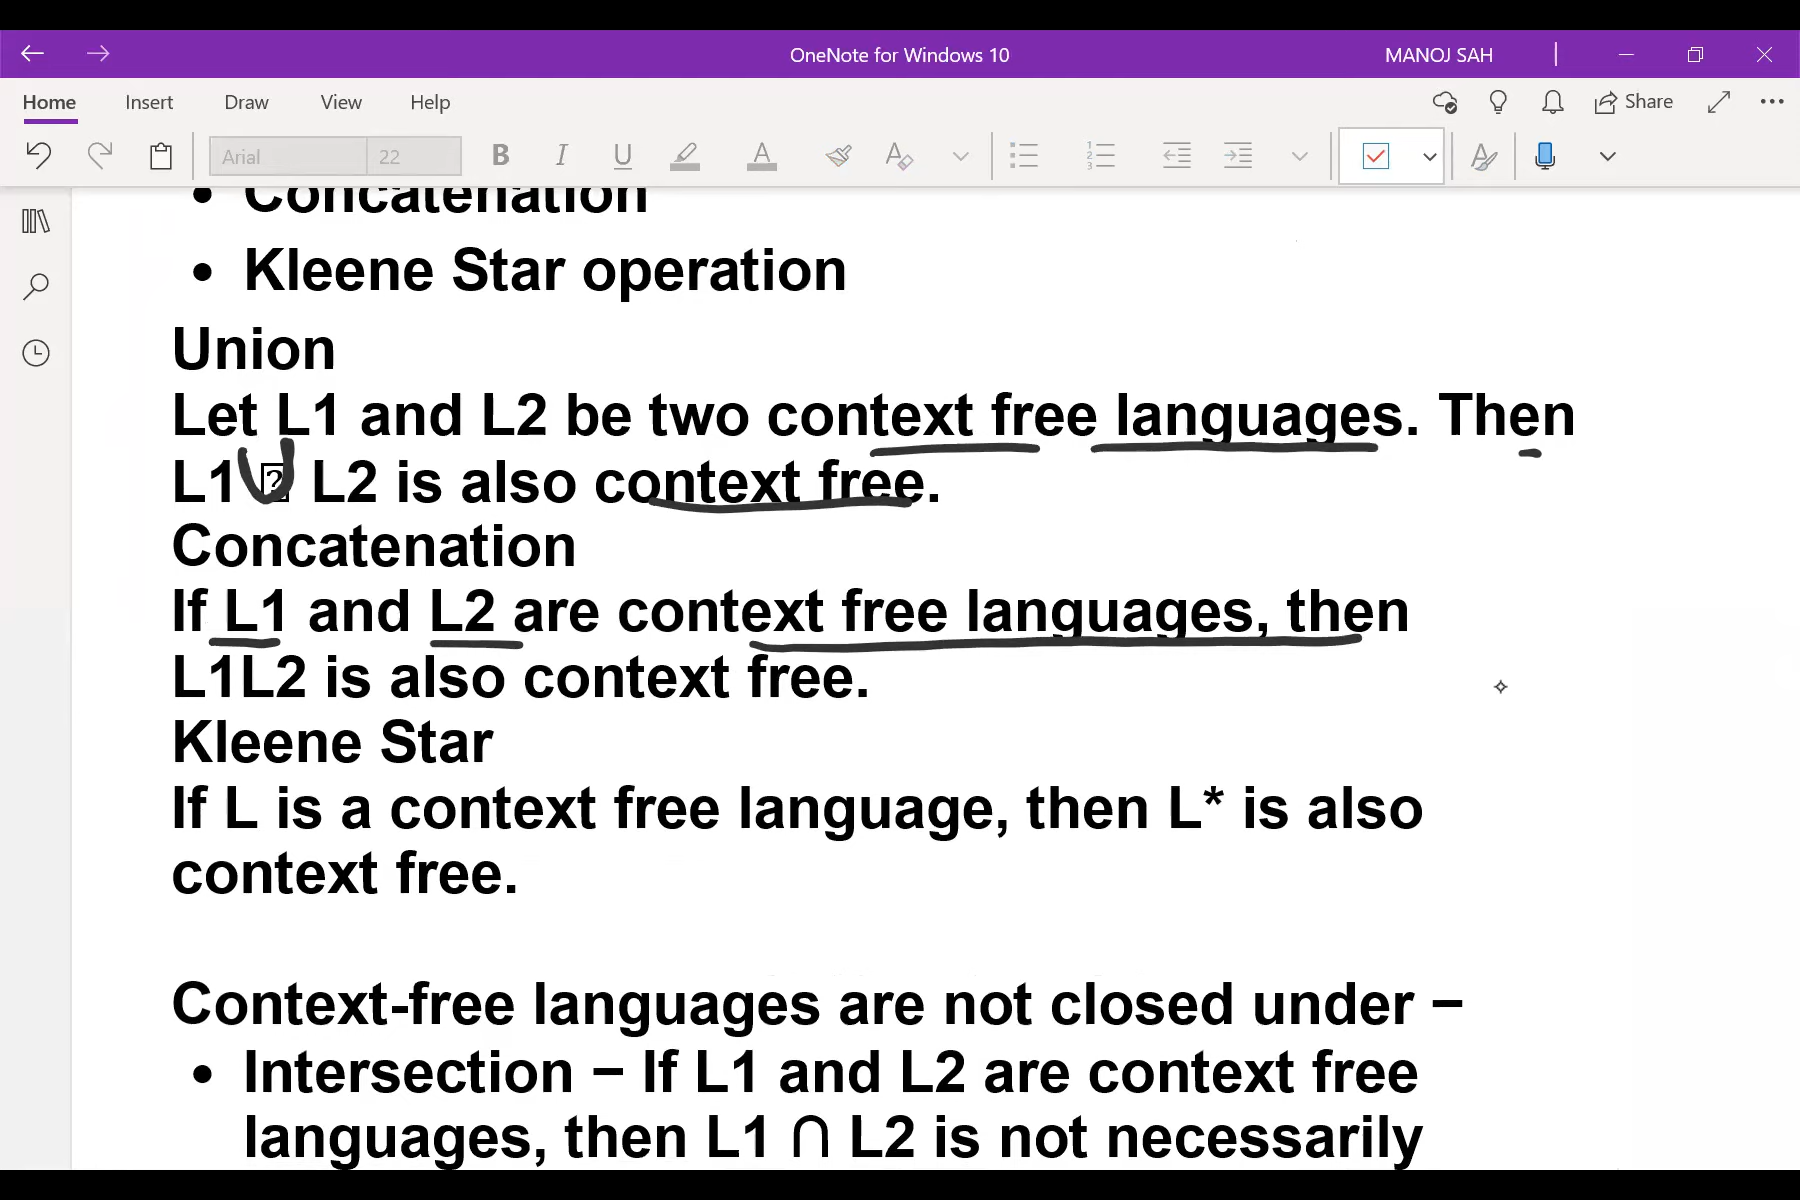 OneNote for Windows 10
MANOJ SAH
Home Insert Draw View Help
Share
Arial 22 B I U A A
• Concatenation
• Kleene Star operation
Union
Let L1 and L2 be two context free languages. Then
L1 ∪ L2 is also context free.
Concatenation
If L1 and L2 are context free languages, then
L1L2 is also context free.
Kleene Star
If L is a context free language, then L* is also
context free.
Context-free languages are not closed under −
• Intersection − If L1 and L2 are context free
languages, then L1 ∩ L2 is not necessarily